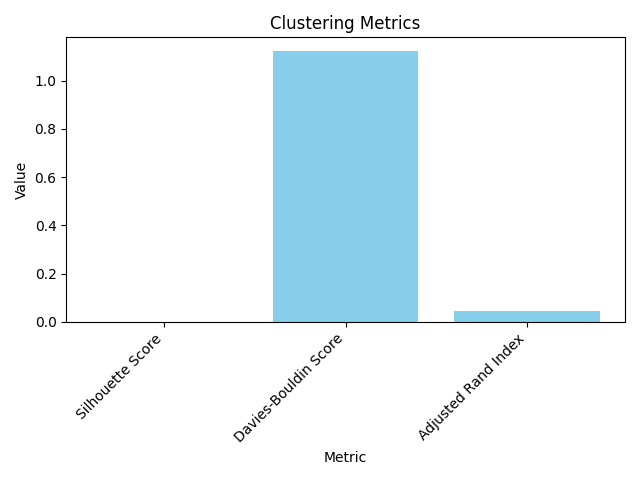 Clustering Metrics
Value
1.0
0.8
0.6
0.4
0.2
0.0
Silhouette Score
Davies-Bouldin Score
Adjusted Rand Index
Metric